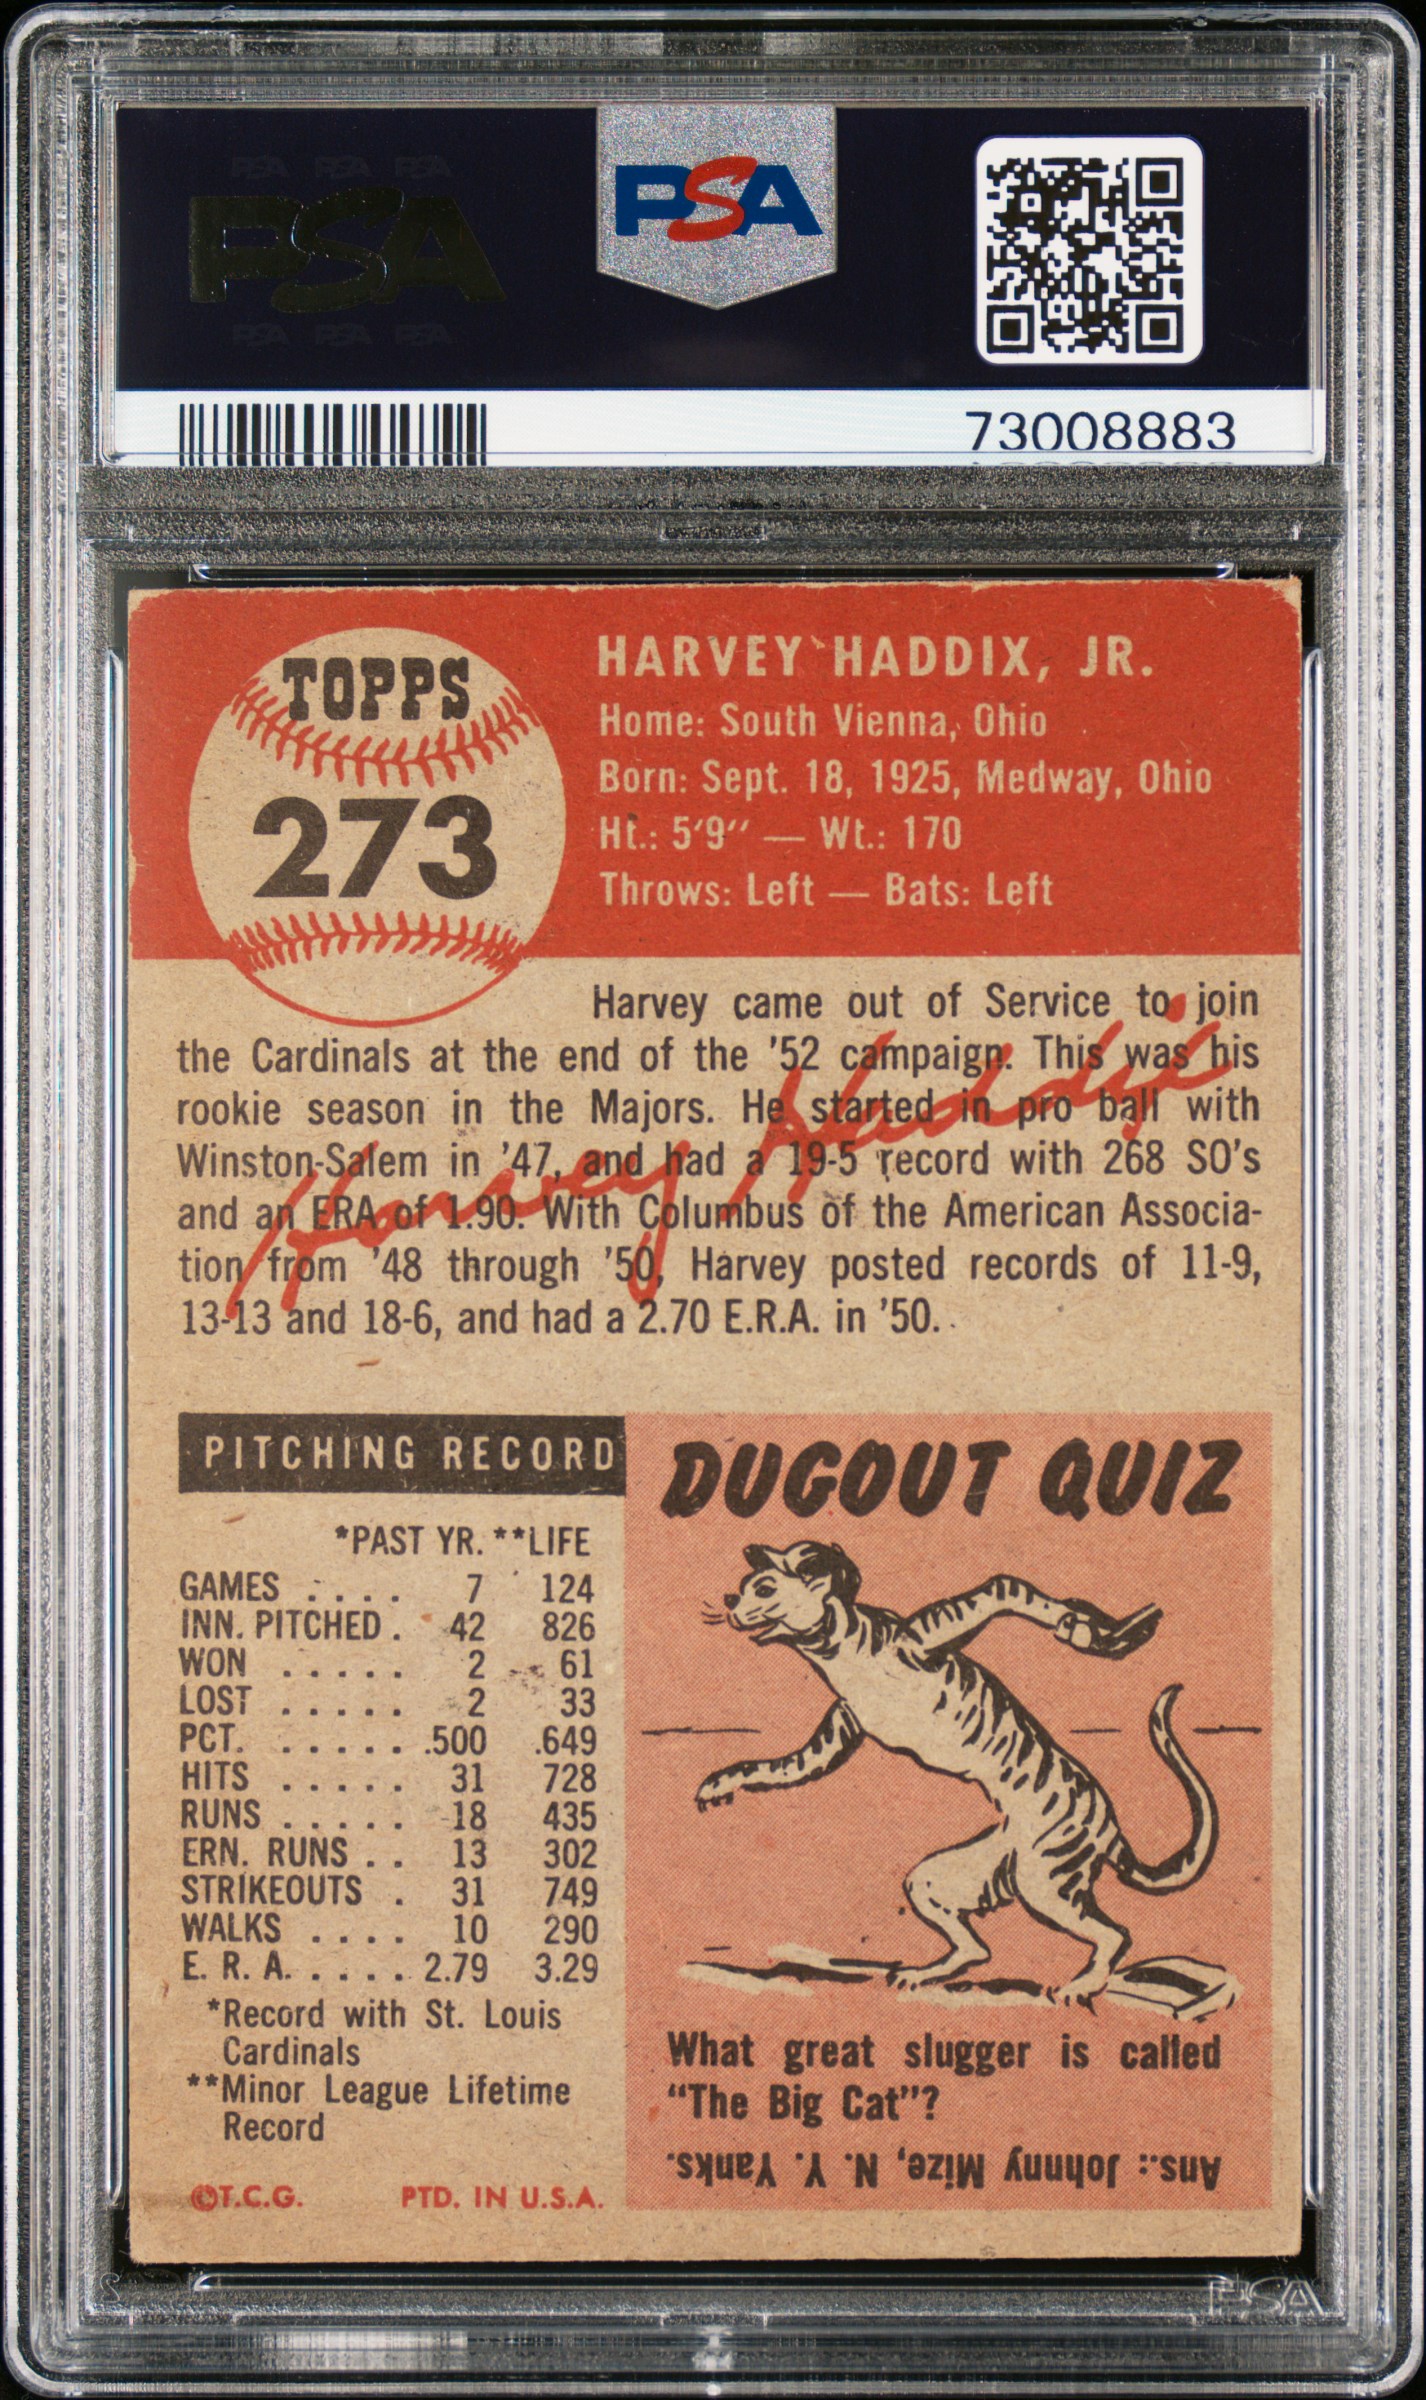 PSA PSA PSA
PSA
PSA PSA PSA
PSA
73008883
TOPPS
273
HARVEY HADDIX, JR.
Home: South Vienna, Ohio
Born: Sept. 18, 1925, Medway, Ohio
Ht.: 5'9" — Wt.: 170
Throws: Left — Bats: Left
Harvey came out of Service to join
the Cardinals at the end of the '52 campaign. This was his
rookie season in the Majors. He started in pro ball with
Winston-Salem in '47, and had a 19-5 record with 268 SO's
and an ERA of 1.90. With Columbus of the American Associa-
tion from '48 through '50, Harvey posted records of 11-9,
13-13 and 18-6, and had a 2.70 E.R.A. in '50.
Harvey Haddix
PITCHING RECORD
*PAST YR. **LIFE
GAMES . . . . 7 124
INN. PITCHED . 42 826
WON . . . . . 2 61
LOST . . . . . 2 33
PCT. . . . . . .500 .649
HITS . . . . . 31 728
RUNS . . . . . 18 435
ERN. RUNS . . 13 302
STRIKEOUTS . 31 749
WALKS . . . . 10 290
E. R. A. . . . . . 2.79 3.29
*Record with St. Louis
Cardinals
**Minor League Lifetime
Record
©T.C.G. PTD. IN U.S.A.
DUGOUT QUIZ
What great slugger is called
"The Big Cat"?
Ans.: Johnny Mize, N. Y. Yanks.
PSA